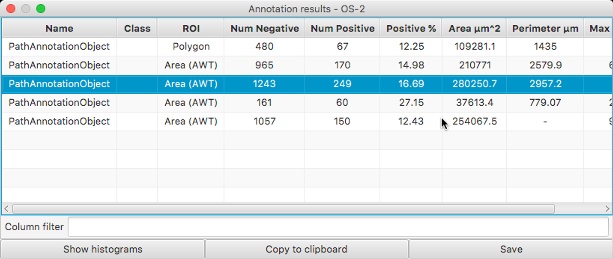 Annotation results - OS-2
Name Class ROI Num Negative Num Positive Positive % Area µm^2 Perimeter µm Max
PathAnnotationObject Polygon 480 67 12.25 109281.1 1435
PathAnnotationObject Area (AWT) 965 170 14.98 210771 2579.9 6
PathAnnotationObject Area (AWT) 1243 249 16.69 280250.7 2957.2
PathAnnotationObject Area (AWT) 161 60 27.15 37613.4 779.07 2
PathAnnotationObject Area (AWT) 1057 150 12.43 254067.5 - 9
Column filter
Show histograms Copy to clipboard Save